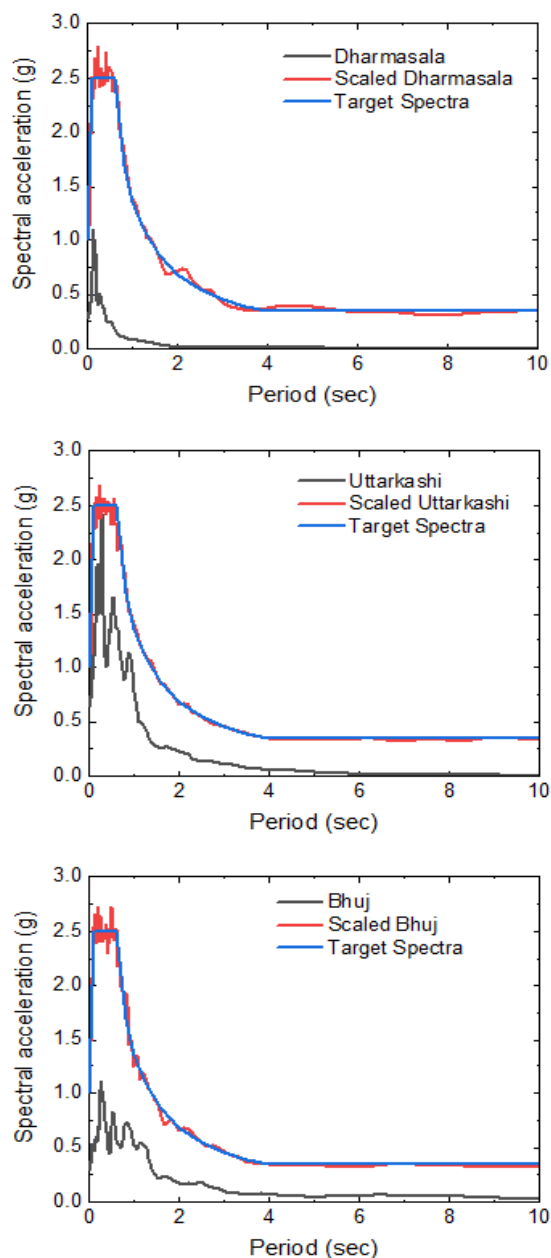 3.0
Dharmasala
Scaled Dharmasala
Target Spectra
2.5
2.0
1.5
1.0
0.5
0.0
Spectral acceleration (g)
0 2 4 6 8 10
Period (sec)
3.0
Uttarkashi
Scaled Uttarkashi
Target Spectra
2.5
2.0
1.5
1.0
0.5
0.0
Spectral acceleration (g)
0 2 4 6 8 10
Period (sec)
3.0
Bhuj
Scaled Bhuj
Target Spectra
2.5
2.0
1.5
1.0
0.5
0.0
Spectral acceleration (g)
0 2 4 6 8 10
Period (sec)